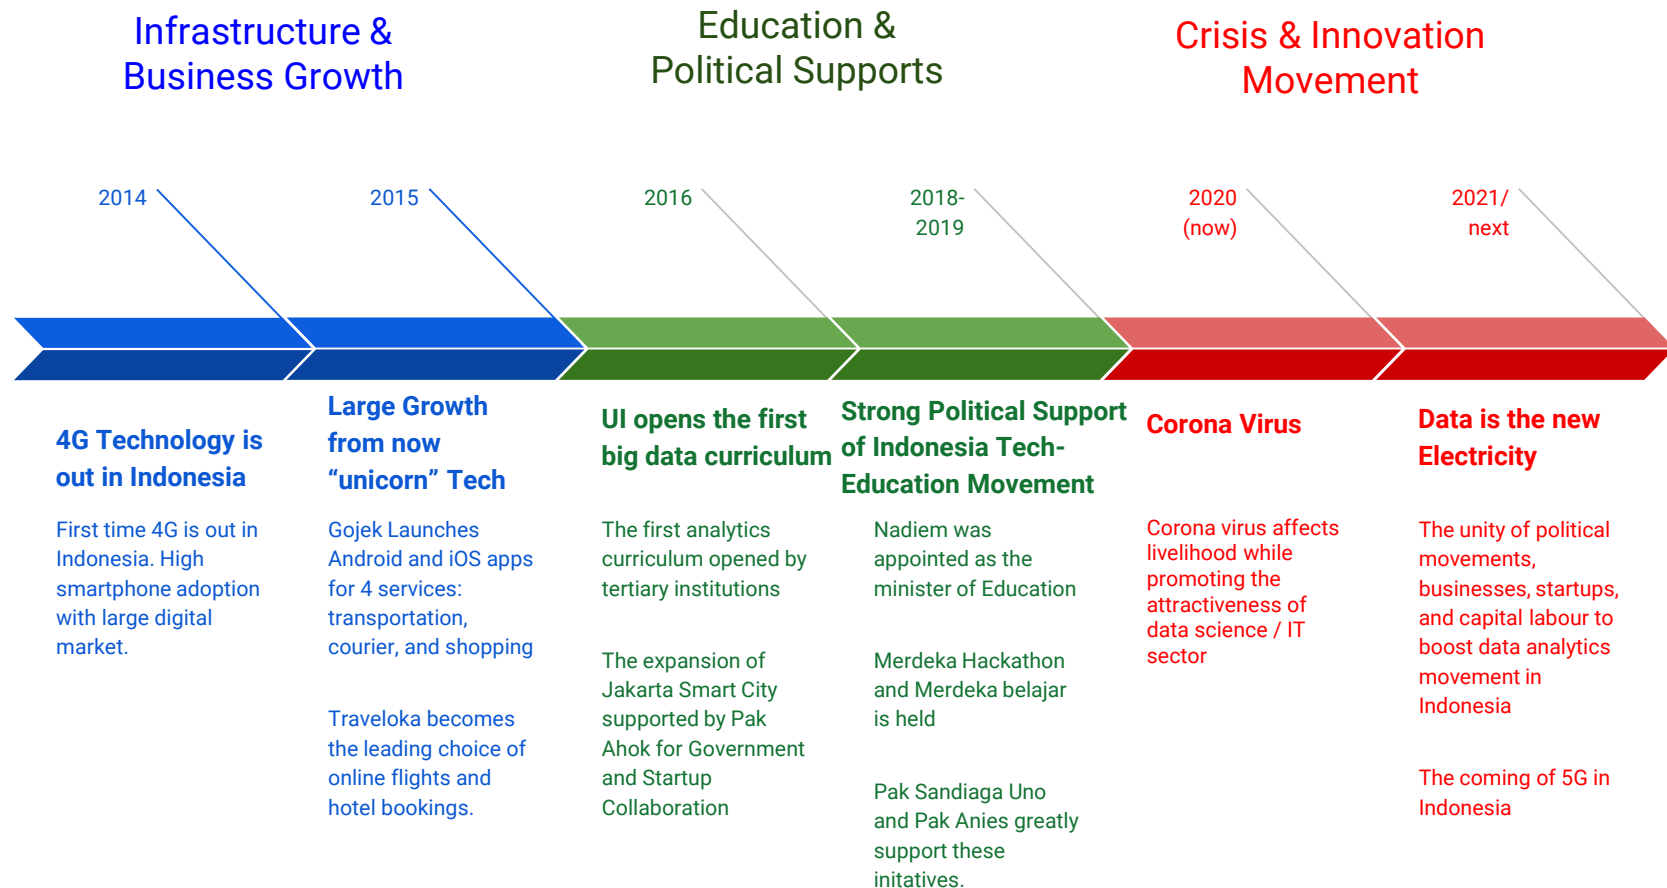 Infrastructure &
Business Growth
Education &
Political Supports
Crisis & Innovation
Movement
2014
2015
2016
2018-
2019
2020
(now)
2021/
next
4G Technology is
out in Indonesia
First time 4G is out in
Indonesia. High
smartphone adoption
with large digital
market.
Large Growth
from now
“unicorn” Tech
Gojek Launches
Android and iOS apps
for 4 services:
transportation,
courier, and shopping
Traveloka becomes
the leading choice of
online flights and
hotel bookings.
UI opens the first
big data curriculum
The first analytics
curriculum opened by
tertiary institutions
The expansion of
Jakarta Smart City
supported by Pak
Ahok for Government
and Startup
Collaboration
Strong Political Support
of Indonesia Tech-
Education Movement
Nadiem was
appointed as the
minister of Education
Merdeka Hackathon
and Merdeka belajar
is held
Pak Sandiaga Uno
and Pak Anies greatly
support these
initatives.
Corona Virus
Corona virus affects
livelihood while
promoting the
attractiveness of
data science / IT
sector
Data is the new
Electricity
The unity of political
movements,
businesses, startups,
and capital labour to
boost data analytics
movement in
Indonesia
The coming of 5G in
Indonesia